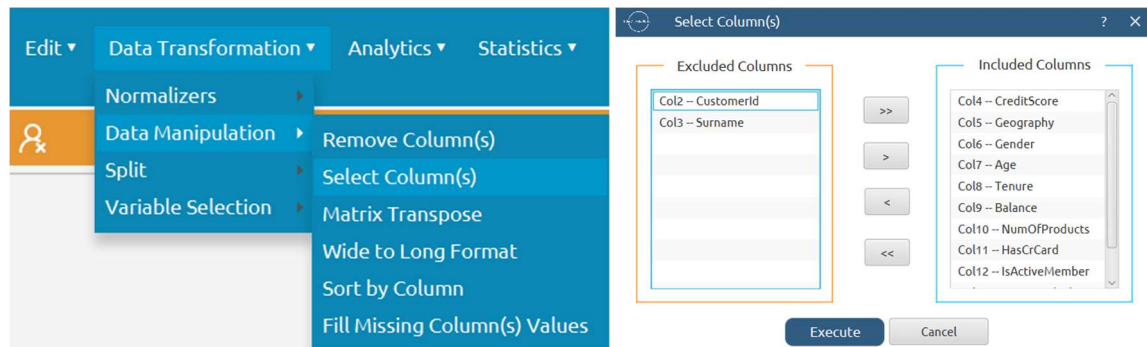 Edit ▾ Data Transformation ▾ Analytics ▾ Statistics ▾
Normalizers
Data Manipulation
Split
Variable Selection
Remove Column(s)
Select Column(s)
Matrix Transpose
Wide to Long Format
Sort by Column
Fill Missing Column(s) Values
Select Column(s) ? ×
Excluded Columns
Col2 -- CustomerId
Col3 -- Surname
>>
>
<
<<
Included Columns
Col4 -- CreditScore
Col5 -- Geography
Col6 -- Gender
Col7 -- Age
Col8 -- Tenure
Col9 -- Balance
Col10 -- NumOfProducts
Col11 -- HasCrCard
Col12 -- IsActiveMember
Execute Cancel